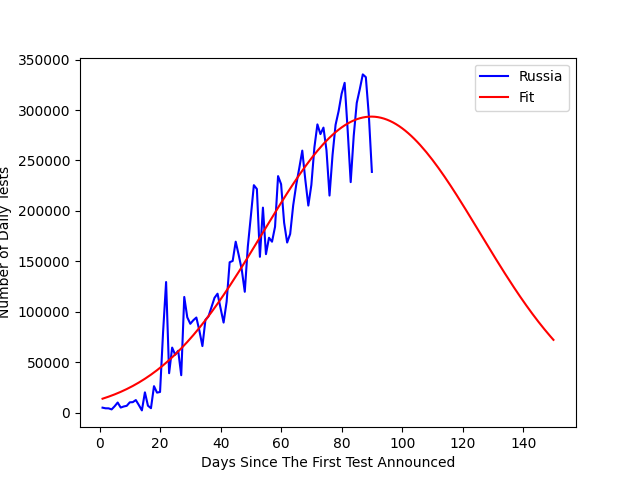 350000
300000
250000
200000
150000
100000
50000
0
Number of Daily Tests
0 20 40 60 80 100 120 140
Days Since The First Test Announced
Russia
Fit